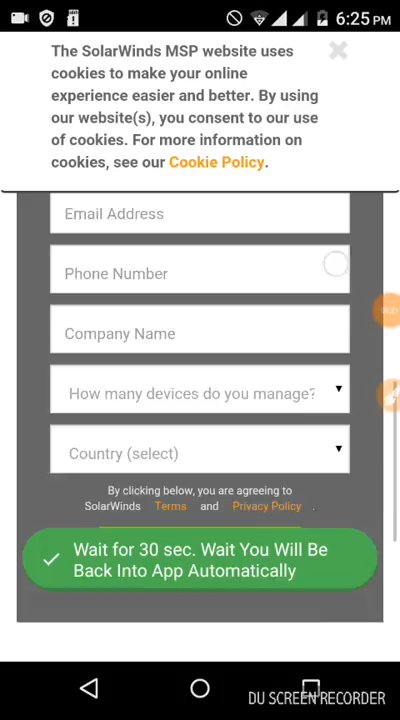 6:25 PM
The SolarWinds MSP website uses
cookies to make your online
experience easier and better. By using
our website(s), you consent to our use
of cookies. For more information on
cookies, see our Cookie Policy.
Email Address
Phone Number
Company Name
How many devices do you manage?
Country (select)
By clicking below, you are agreeing to
SolarWinds Terms and Privacy Policy .
Wait for 30 sec. Wait You Will Be
Back Into App Automatically
DU SCREEN RECORDER